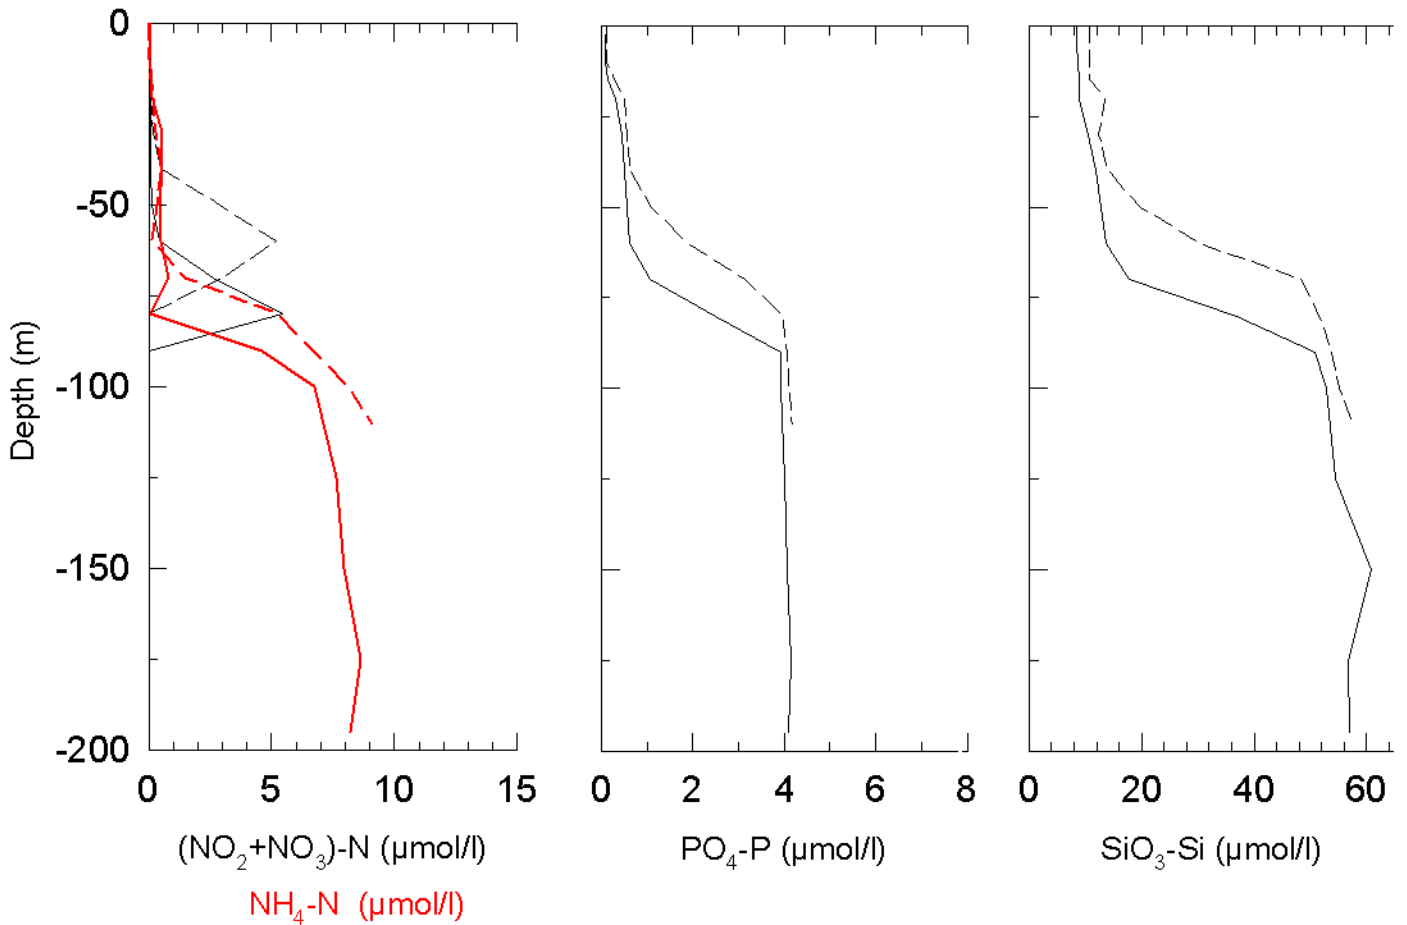 0
-50
-100
-150
-200
Depth (m)
0 5 10 15
0 2 4 6 8
0 20 40 60
(NO₂+NO₃)-N (µmol/l)
PO₄-P (µmol/l)
SiO₃-Si (µmol/l)
NH₄-N (µmol/l)